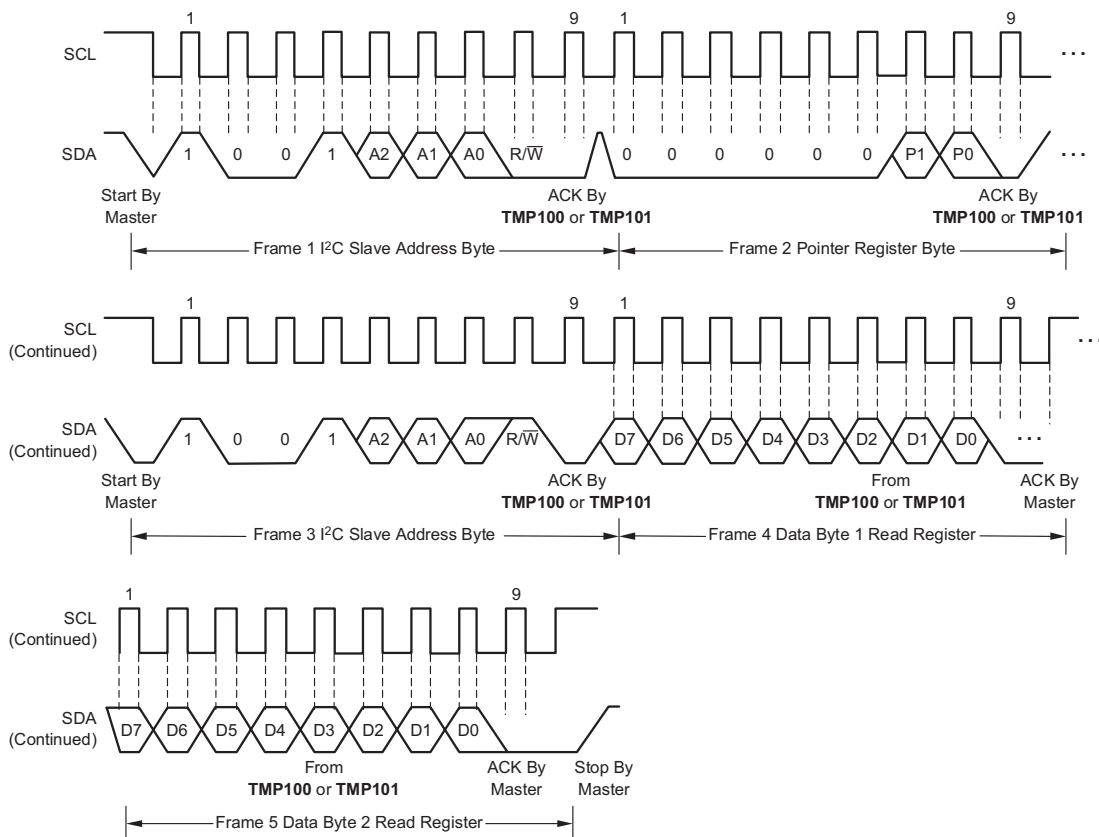 1 9 1 9
SCL ...
SDA 1 0 0 1 A2 A1 A0 R/W̅ 0 0 0 0 0 0 P1 P0 ...
Start By Master
ACK By TMP100 or TMP101
ACK By TMP100 or TMP101
Frame 1 I²C Slave Address Byte
Frame 2 Pointer Register Byte
1 9 1 9
SCL (Continued) ...
SDA (Continued) 1 0 0 1 A2 A1 A0 R/W̅ D7 D6 D5 D4 D3 D2 D1 D0 ...
Start By Master
ACK By TMP100 or TMP101
From TMP100 or TMP101
ACK By Master
Frame 3 I²C Slave Address Byte
Frame 4 Data Byte 1 Read Register
1 9
SCL (Continued)
SDA (Continued) D7 D6 D5 D4 D3 D2 D1 D0
From TMP100 or TMP101
ACK By Master
Stop By Master
Frame 5 Data Byte 2 Read Register